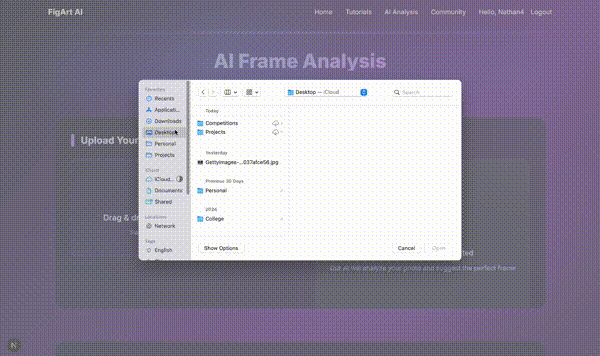 FigArt AI
Home Tutorials AI Analysis Community Hello, Nathan4 Logout
AI Frame Analysis
Upload Your
Drag & dr
Our AI will analyze your photo and suggest the perfect frame
Favorites
Recents
Applicati...
Downloads
Desktop
Personal
Projects
iCloud
iCloud...
Documents
Shared
Locations
Network
Tags
English
Desktop — iCloud
Search
Today
Competitions
Projects
Yesterday
GettyImages-...037afce56.jpg
Previous 30 Days
Personal
2024
College
Show Options
Cancel
Open